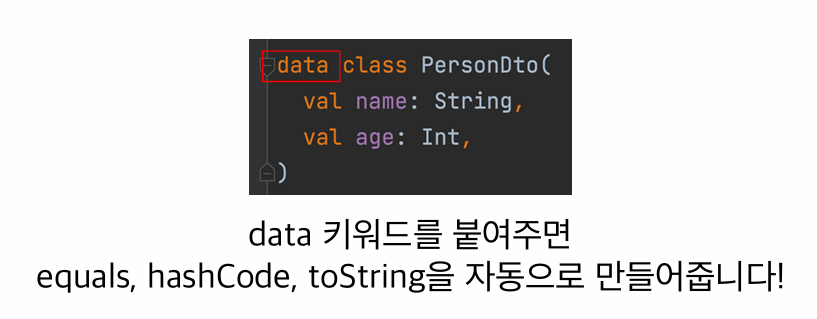 data class PersonDto(
val name: String,
val age: Int,
)
data 키워드를 붙여주면
equals, hashCode, toString을 자동으로 만들어줍니다!